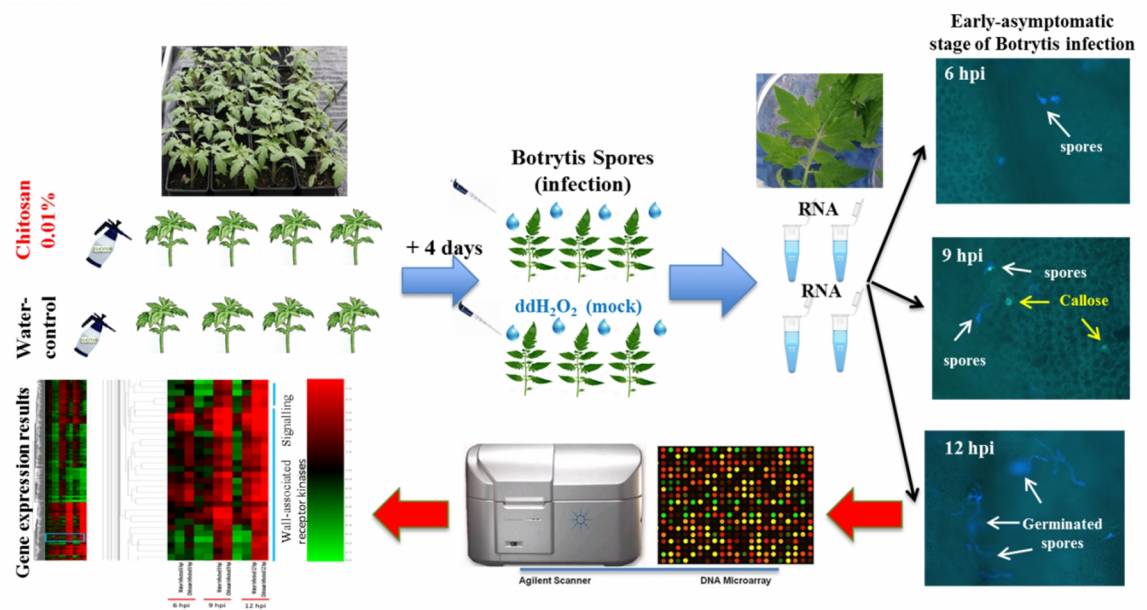 Early-asymptomatic
stage of Botrytis infection
6 hpi
spores
Botrytis Spores
(infection)
RNA
Chitosan
0.01%
+ 4 days
9 hpi
spores
Callose
spores
ddH₂O₂ (mock)
RNA
Water-
control
Gene expression results
Signalling
Wall-associated
receptor kinases
12 hpi
Germinated
spores
Agilent Scanner
DNA Microarray
6 hpi
9 hpi
12 hpi